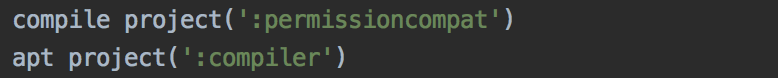 compile project(':permissioncompat')
apt project(':compiler')